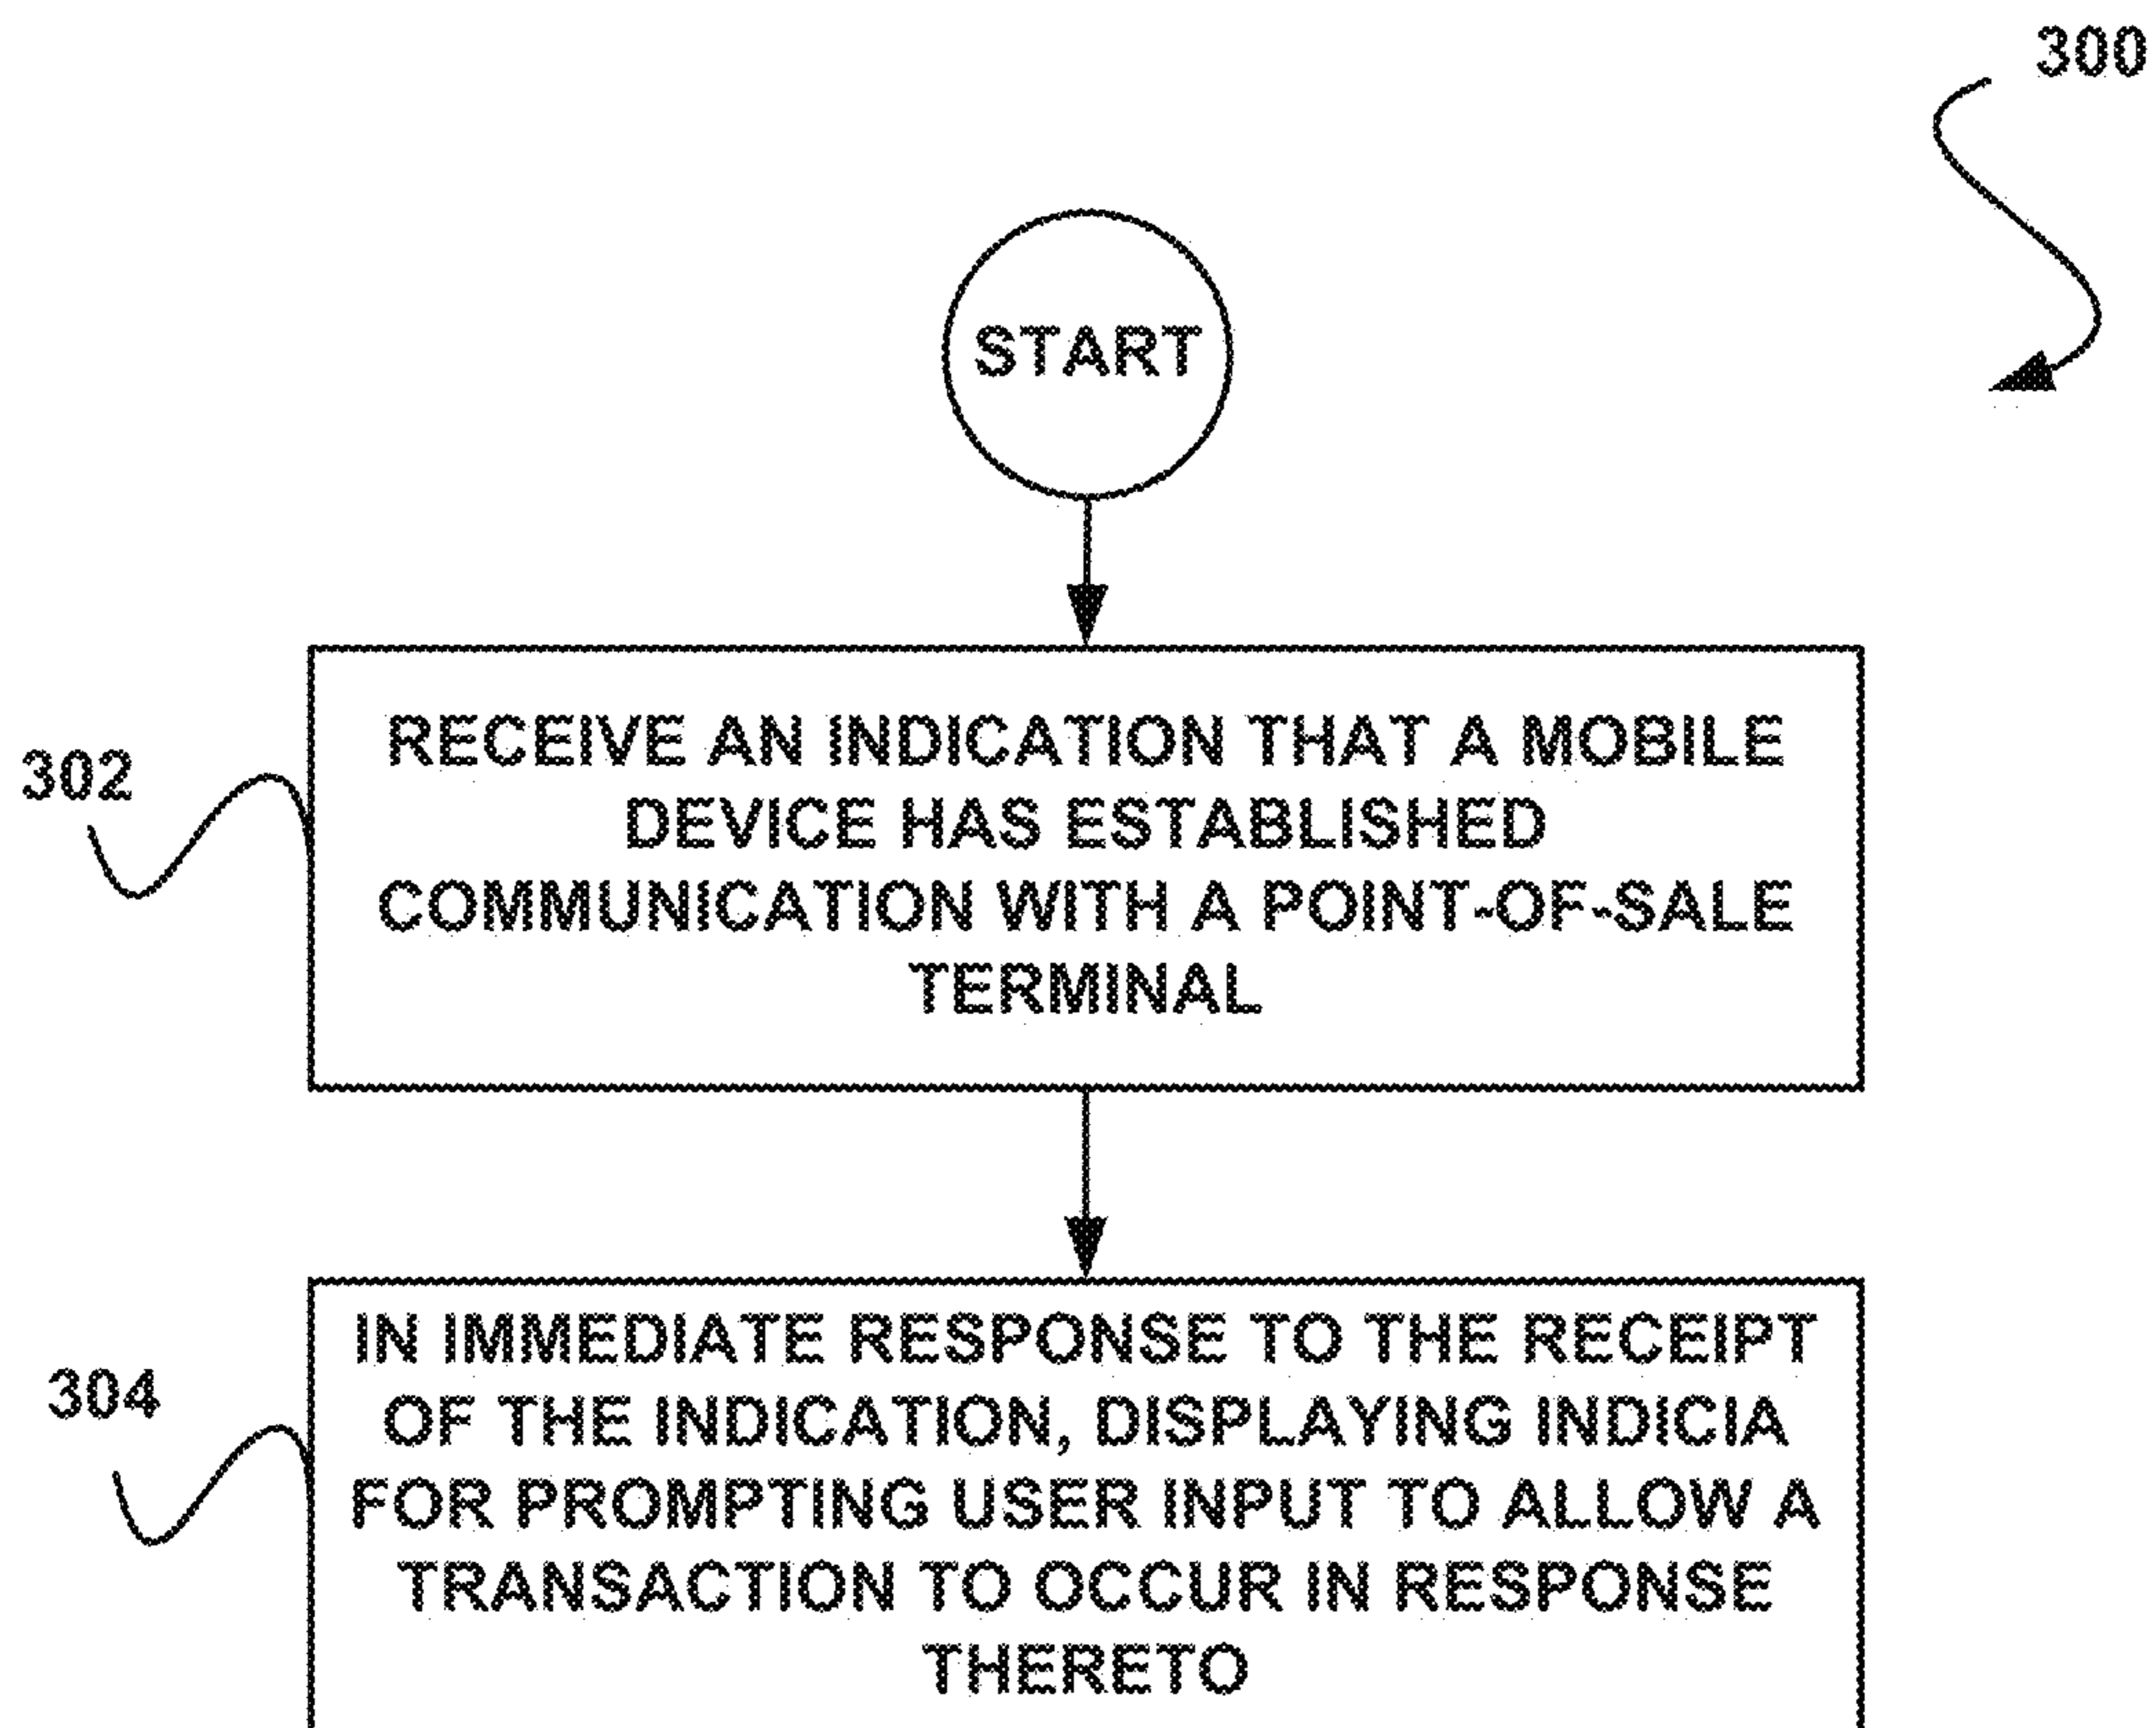 300
START
302
RECEIVE AN INDICATION THAT A MOBILE
DEVICE HAS ESTABLISHED
COMMUNICATION WITH A POINT-OF-SALE
TERMINAL
304
IN IMMEDIATE RESPONSE TO THE RECEIPT
OF THE INDICATION, DISPLAYING INDICIA
FOR PROMPTING USER INPUT TO ALLOW A
TRANSACTION TO OCCUR IN RESPONSE
THERETO